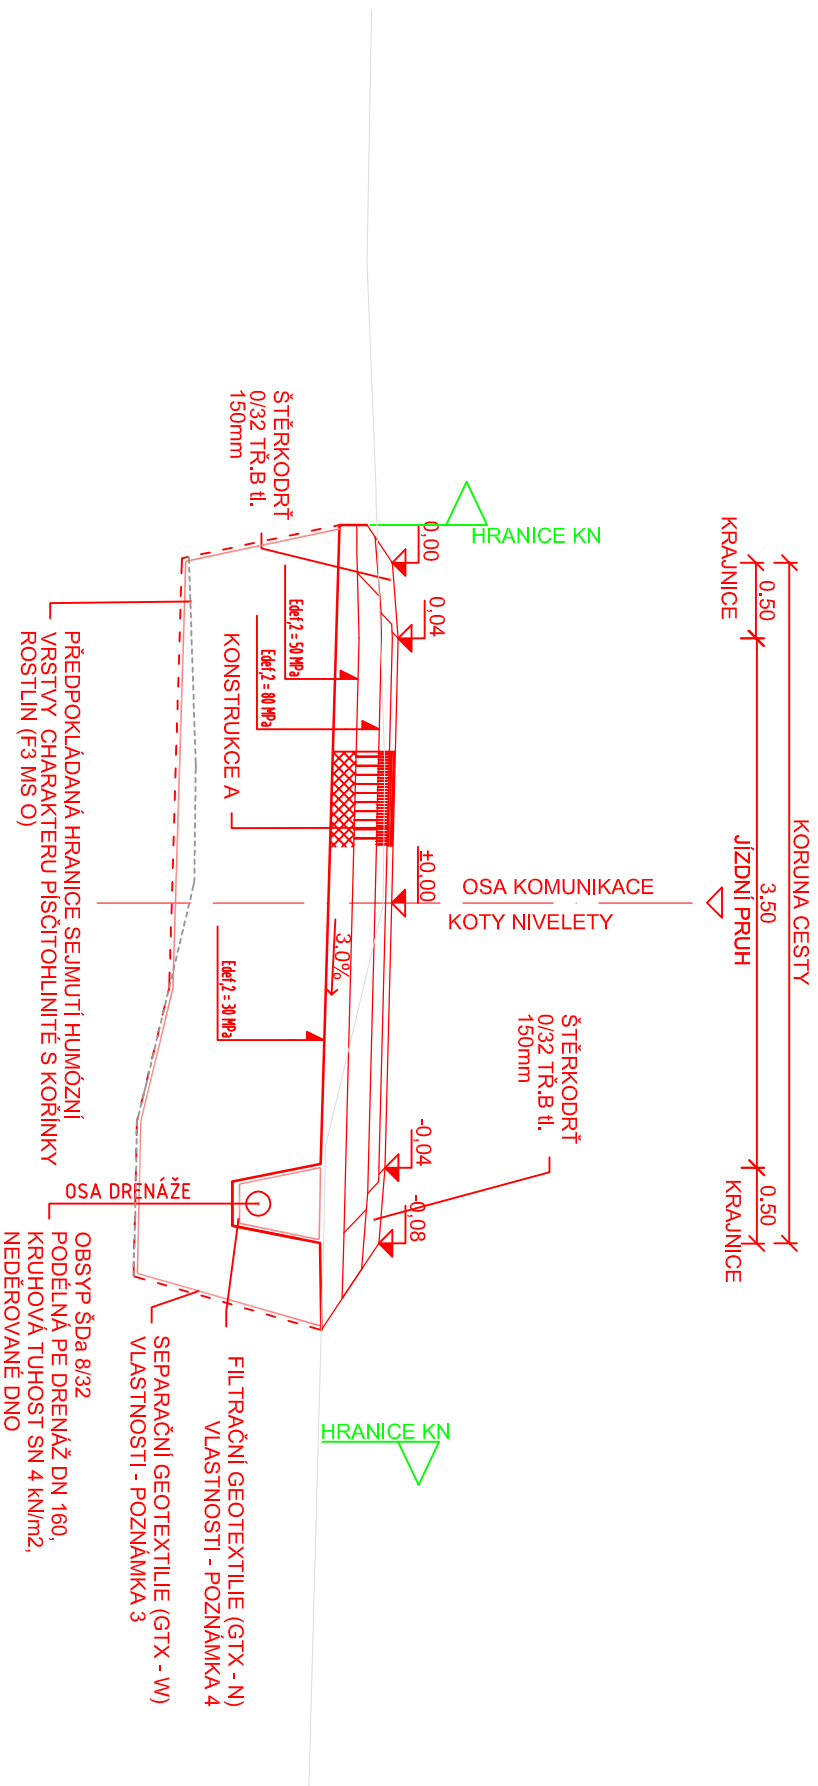 KORUNA CESTY
KRAJNICE
0.50
JÍZDNÍ PRUH
3.50
0.50
KRAJNICE
OSA KOMUNIKACE
KOTY NIVELETY
HRANICE KN
HRANICE KN
0,00
0,04
±0,00
-0,04
-0,08
ŠTĚRKODRŤ
0/32 TŘ.B tl.
150mm
ŠTĚRKODRŤ
0/32 TŘ.B tl.
150mm
Edef,2 = 50 MPa
Edef,2 = 80 MPa
KONSTRUKCE A
3,0%
Edef,2 = 30 MPa
OSA DRENÁŽE
PŘEDPOKLÁDANÁ HRANICE SEJMUTÍ HUMÓZNÍ
VRSTVY CHARAKTERU PÍSČITOHLINITÉ S KOŘÍNKY
ROSTLIN (F3 MS O)
FILTRAČNÍ GEOTEXTILIE (GTX - N)
VLASTNOSTI - POZNÁMKA 4
SEPARAČNÍ GEOTEXTILIE (GTX - W)
VLASTNOSTI - POZNÁMKA 3
OBSYP ŠDa 8/32
PODÉLNÁ PE DRENÁŽ DN 160,
KRUHOVÁ TUHOST SN 4 kN/m2,
NEDĚROVANÉ DNO